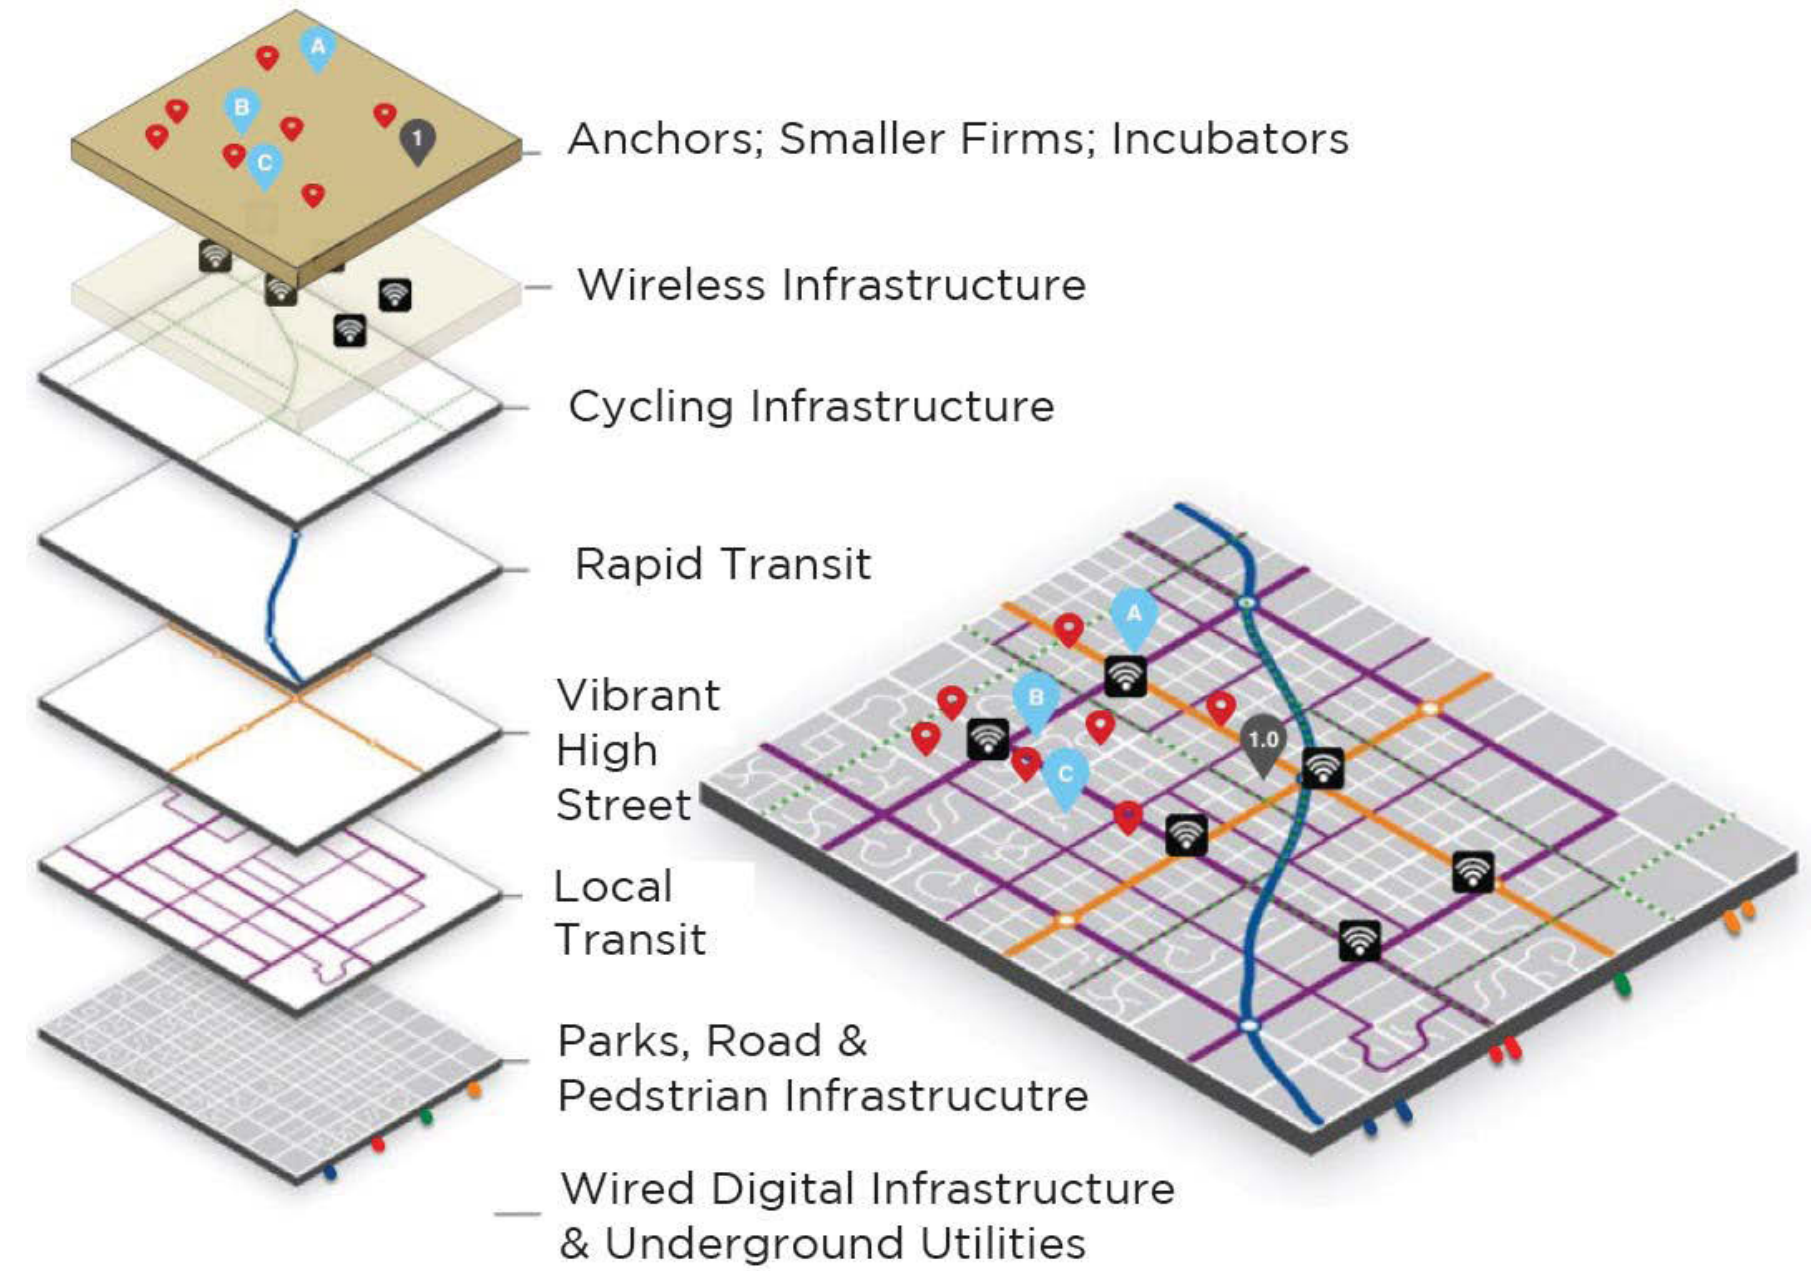 A
B
1
C
Anchors; Smaller Firms; Incubators
Wireless Infrastructure
Cycling Infrastructure
Rapid Transit
Vibrant
High
Street
Local
Transit
Parks, Road &
Pedstrian Infrastrucutre
Wired Digital Infrastructure
& Underground Utilities
A
B
1.0
C